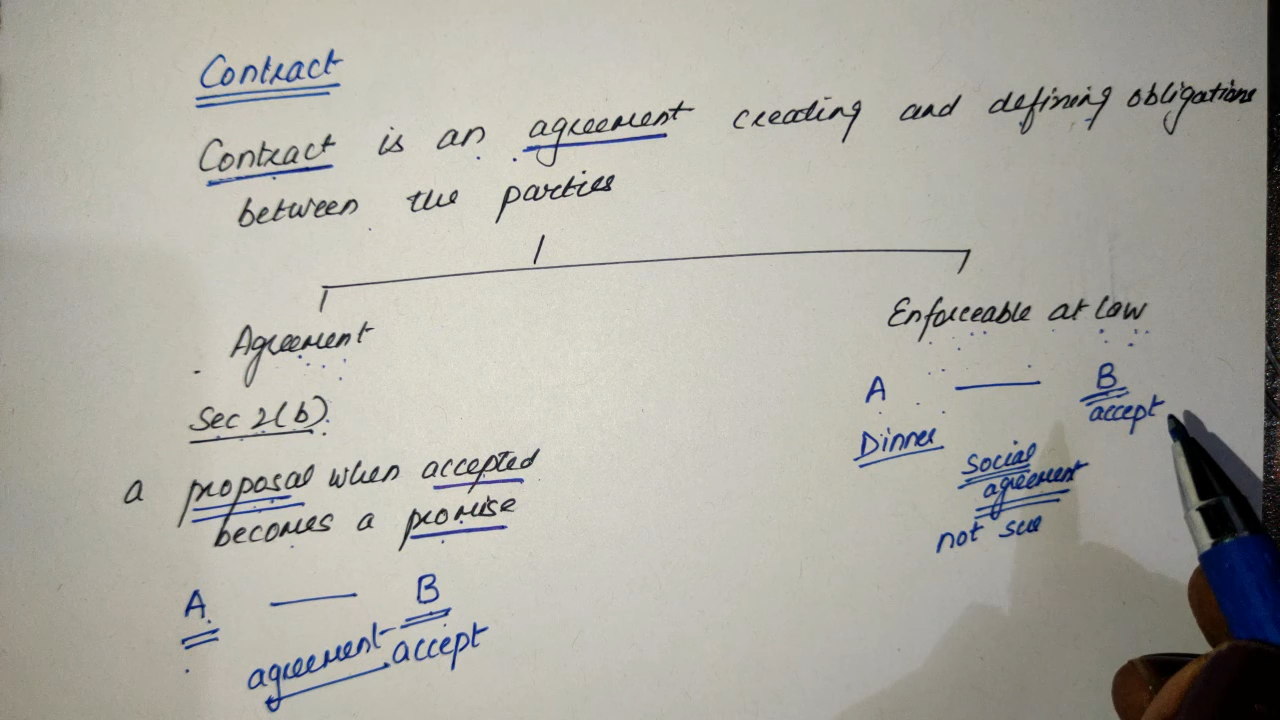 Contract
Contract is an agreement creating and defining obligations
between the parties
Agreement
Sec 2(b)
a proposal when accepted
becomes a promise
A — B
agreement accept
Enforceable at law
A — B
accept
Dinner
Social
agreement
not sue